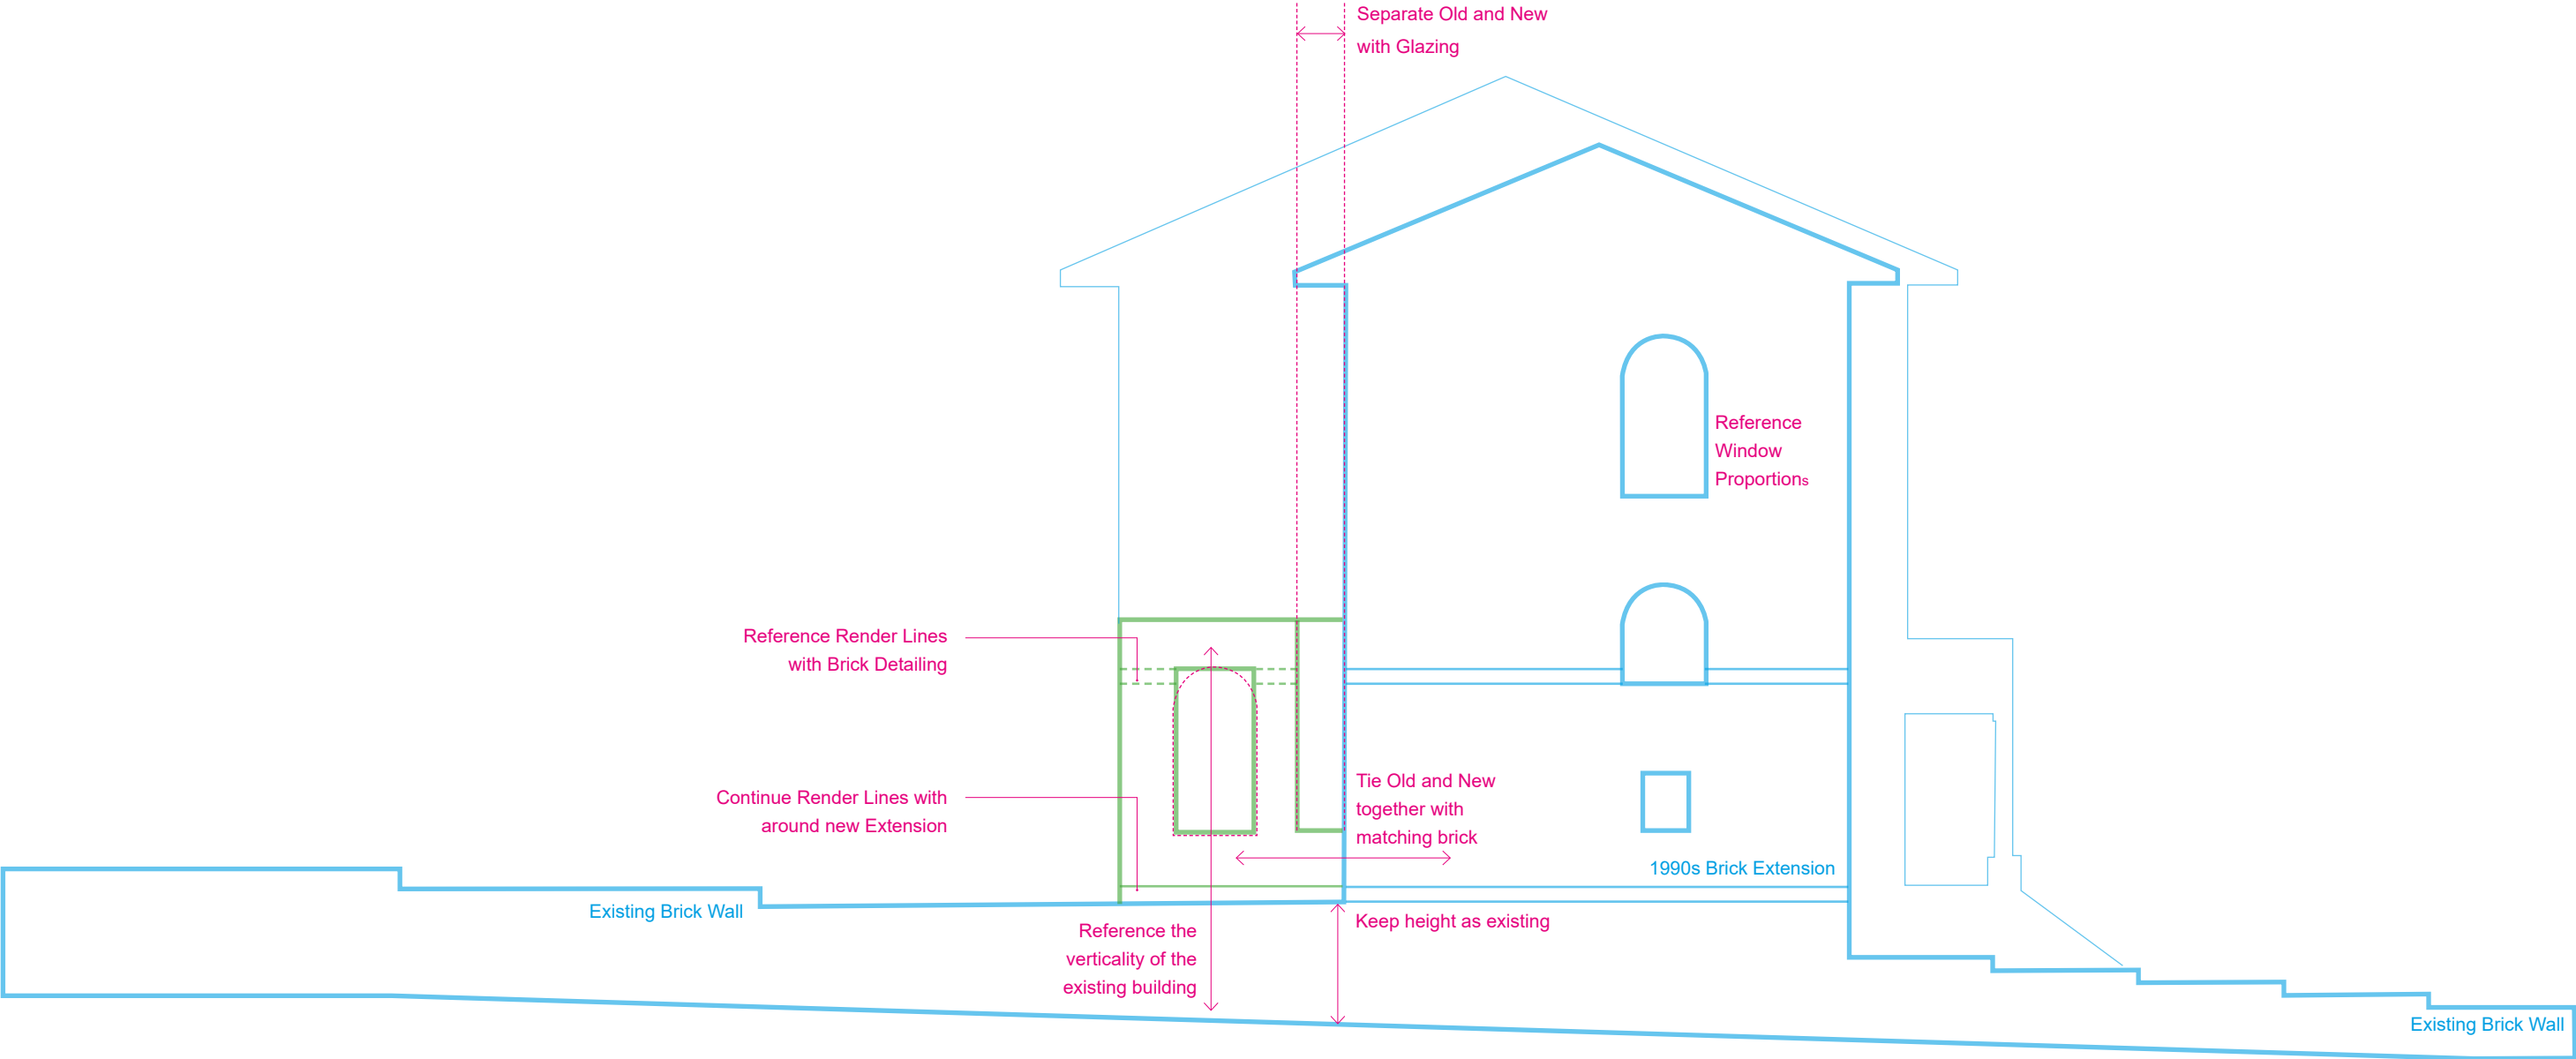 Separate Old and New
with Glazing
Reference
Window
Proportions
Reference Render Lines
with Brick Detailing
Continue Render Lines with
around new Extension
Tie Old and New
together with
matching brick
1990s Brick Extension
Existing Brick Wall
Keep height as existing
Reference the
verticality of the
existing building
Existing Brick Wall